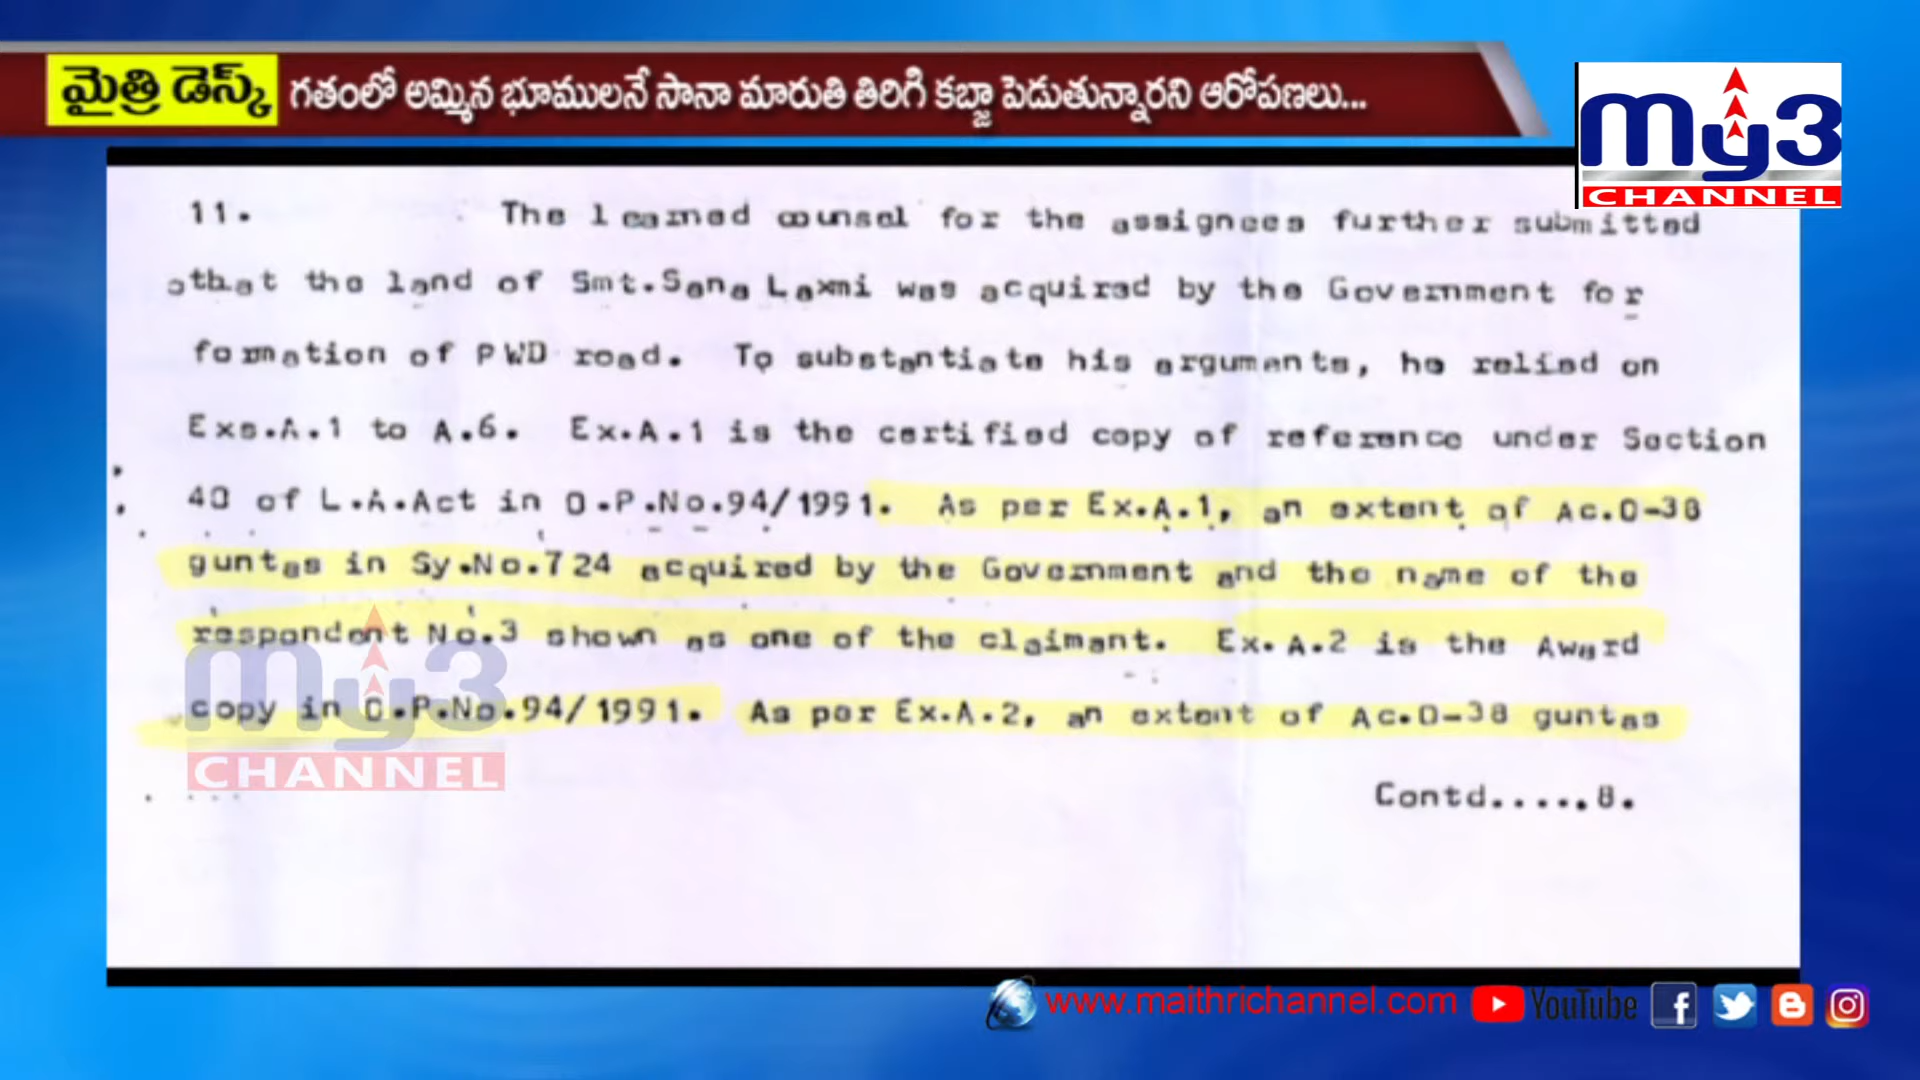 మైత్రి డెస్క్ గతంలో అమ్మిన భూములనే సానా మారుతి తిరిగి కబ్జా పెడుతున్నారని ఆరోపణలు...
my3
CHANNEL
11. The learned counsel for the assignees further submitted
that the land of Smt.Sana Laxmi was acquired by the Government for
formation of PWD road. To substantiate his arguments, he relied on
Exs.A.1 to A.6. Ex.A.1 is the certified copy of reference under Section
40 of L.A.Act in O.P.No.94/1991. As per Ex.A.1, an extent of Ac.0-38
guntas in Sy.No.724 acquired by the Government and the name of the
respondent No.3 shown as one of the claimant. Ex.A.2 is the Award
copy in O.P.No.94/1991. As per Ex.A.2, an extent of Ac.0-38 guntas
my3
CHANNEL
Contd.....8.
www.maithrichannel.com YouTube